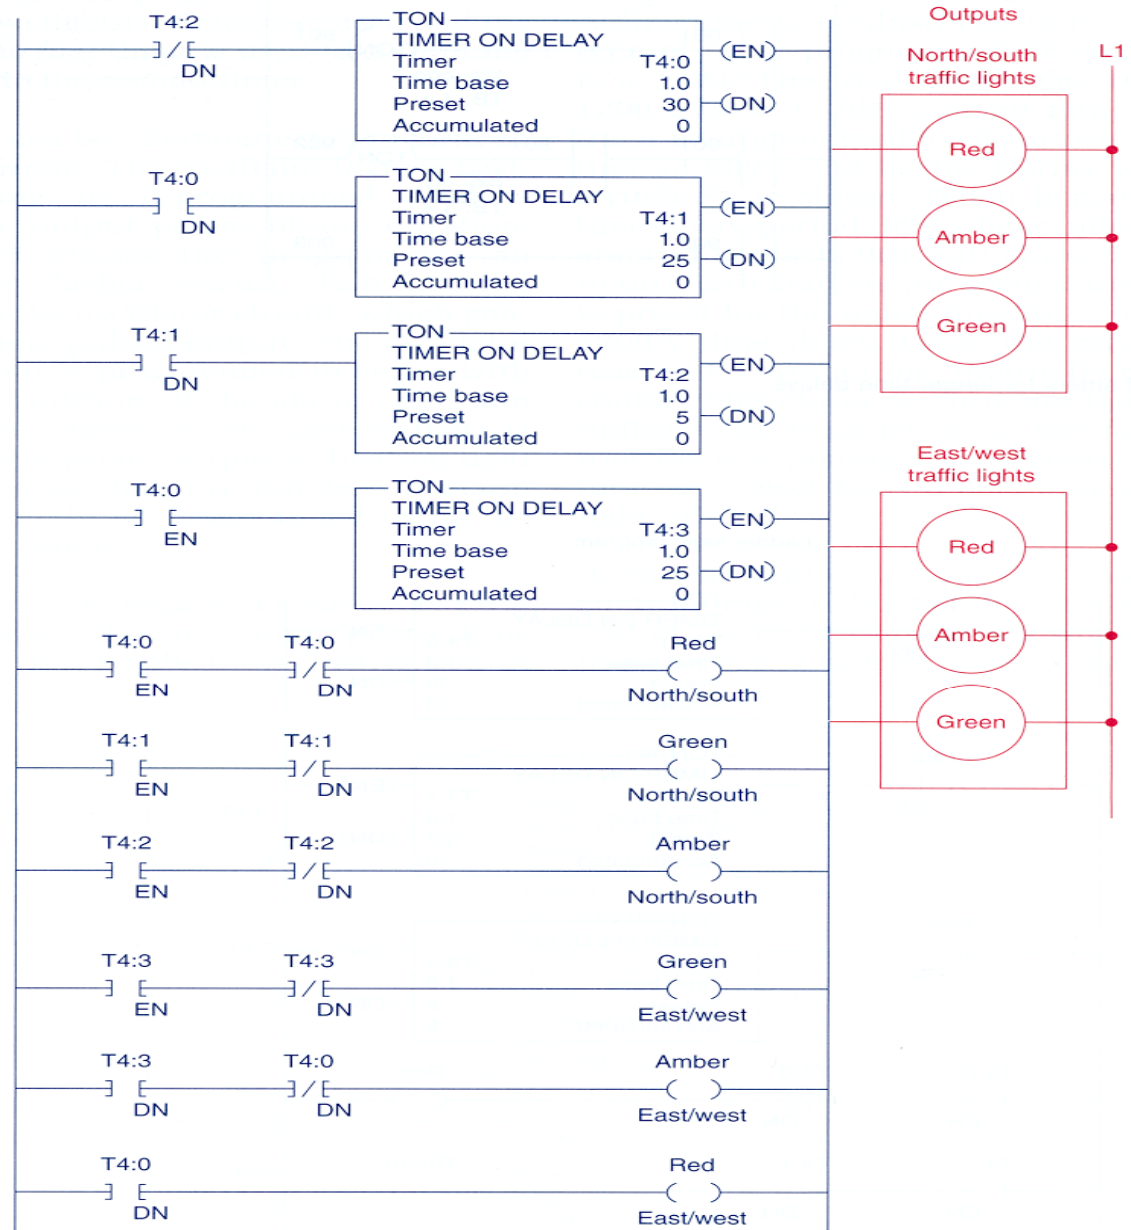 T4:2
DN
TON
TIMER ON DELAY
Timer T4:0
Time base 1.0
Preset 30
Accumulated 0
(EN)
(DN)
T4:0
DN
TON
TIMER ON DELAY
Timer T4:1
Time base 1.0
Preset 25
Accumulated 0
(EN)
(DN)
T4:1
DN
TON
TIMER ON DELAY
Timer T4:2
Time base 1.0
Preset 5
Accumulated 0
(EN)
(DN)
T4:0
EN
TON
TIMER ON DELAY
Timer T4:3
Time base 1.0
Preset 25
Accumulated 0
(EN)
(DN)
T4:0 T4:0 Red
EN DN North/south
T4:1 T4:1 Green
EN DN North/south
T4:2 T4:2 Amber
EN DN North/south
T4:3 T4:3 Green
EN DN East/west
T4:3 T4:0 Amber
DN DN East/west
T4:0 Red
DN East/west
Outputs
L1
North/south
traffic lights
Red
Amber
Green
East/west
traffic lights
Red
Amber
Green